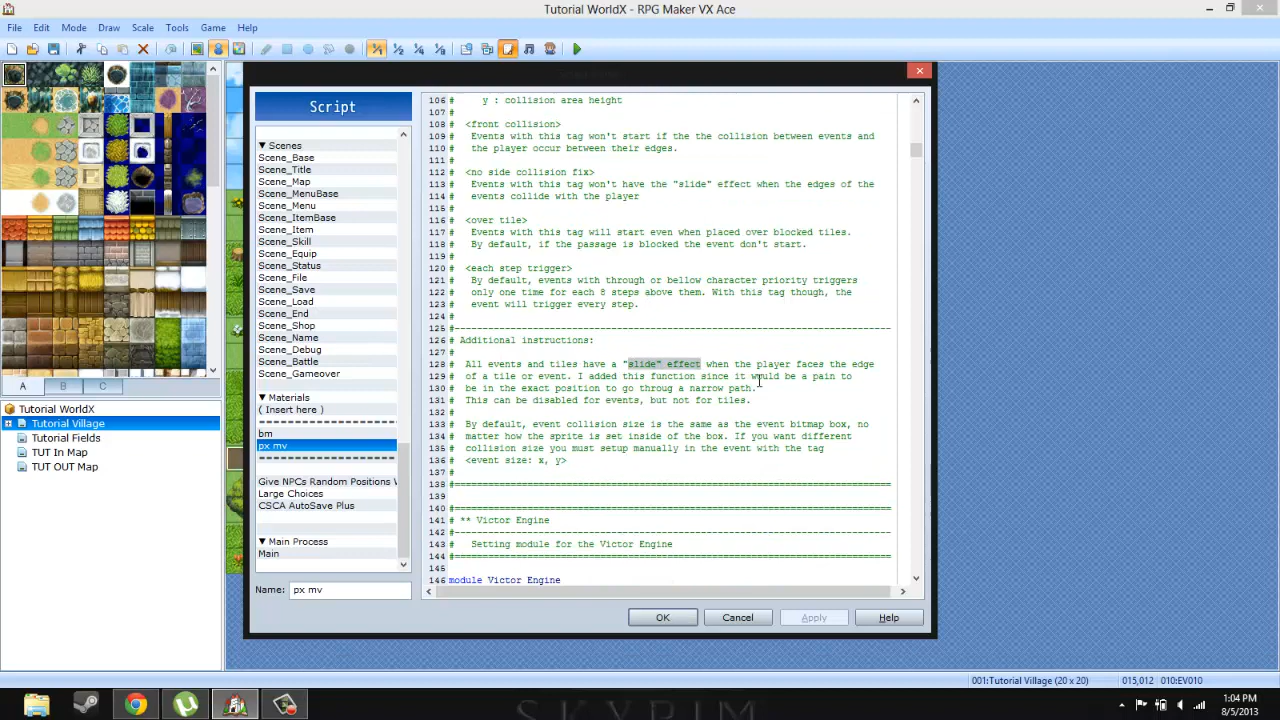 Tutorial WorldX - RPG Maker VX Ace
File Edit Mode Draw Scale Tools Game Help
Script
Scenes
Scene_Base
Scene_Title
Scene_Map
Scene_MenuBase
Scene_Menu
Scene_ItemBase
Scene_Item
Scene_Skill
Scene_Equip
Scene_Status
Scene_File
Scene_Save
Scene_Load
Scene_End
Scene_Shop
Scene_Name
Scene_Debug
Scene_Battle
Scene_Gameover
Materials
( Insert here )
bm
px mv
Give NPCs Random Positions
Large Choices
CSCA AutoSave Plus
Main Process
Main
Name: px mv
106 # y : collision area height
107 #
108 # <front collision>
109 # Events with this tag won't start if the the collision between events and
110 # the player occur between their edges.
111 #
112 # <no side collision fix>
113 # Events with this tag won't have the "slide" effect when the edges of the
114 # events collide with the player
115 #
116 # <over tile>
117 # Events with this tag will start even when placed over blocked tiles.
118 # By default, if the passage is blocked the event don't start.
119 #
120 # <each step trigger>
121 # By default, events with through or bellow character priority triggers
122 # only one time for each 8 steps above them. With this tag though, the
123 # event will trigger every step.
124 #
125 #------------------------------------------------------------------------------
126 # Additional instructions:
127 #
128 # All events and tiles have a "slide" effect when the player faces the edge
129 # of a tile or event. I added this function since it would be a pain to
130 # be in the exact position to go throug a narrow path.
131 # This can be disabled for events, but not for tiles.
132 #
133 # By default, event collision size is the same as the event bitmap box, no
134 # matter how the sprite is set inside of the box. If you want different
135 # collision size you must setup manually in the event with the tag
136 # <event size: x, y>
137 #
138 #==============================================================================
139
140 #==============================================================================
141 # ** Victor Engine
142 #------------------------------------------------------------------------------
143 # Setting module for the Victor Engine
144 #==============================================================================
145
146 module Victor Engine
OK Cancel Apply Help
A B C
Tutorial WorldX
Tutorial Village
Tutorial Fields
TUT In Map
TUT OUT Map
001:Tutorial Village (20 x 20) 015,012 :EV010
SKYRIM
1:04 PM
8/5/2013